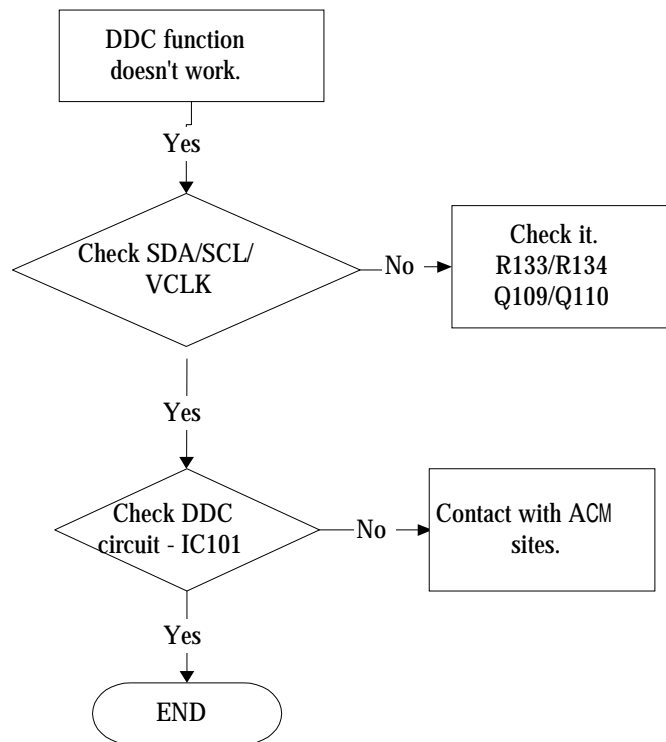 DDC function
doesn't work.
Yes
Check SDA/SCL/
VCLK
No
Check it.
R133/R134
Q109/Q110
Yes
Check DDC
circuit - IC101
No
Contact with ACM
sites.
Yes
END